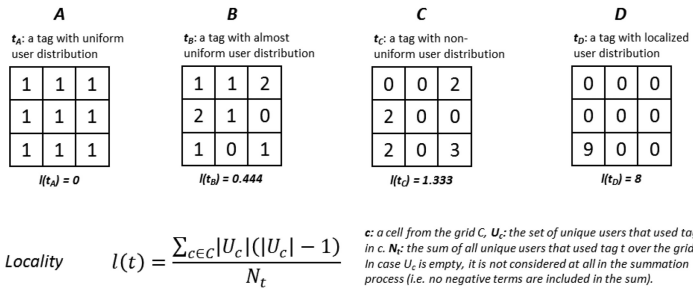 A B C D
t_A: a tag with uniform
user distribution
t_B: a tag with almost
uniform user distribution
t_C: a tag with non-
uniform user distribution
t_D: a tag with localized
user distribution
1 1 1
1 1 1
1 1 1
l(t_A) = 0
1 1 2
2 1 0
1 0 1
l(t_B) = 0.444
0 0 2
2 0 0
2 0 3
l(t_C) = 1.333
0 0 0
0 0 0
9 0 0
l(t_D) = 8
Locality
l(t) = ∑c∈C|U_c|(|U_c| − 1) / N_t
c: a cell from the grid C, U_c: the set of unique users that used ta
in c. N_t: the sum of all unique users that used tag t over the grid
In case U_c is empty, it is not considered at all in the summation
process (i.e. no negative terms are included in the sum).